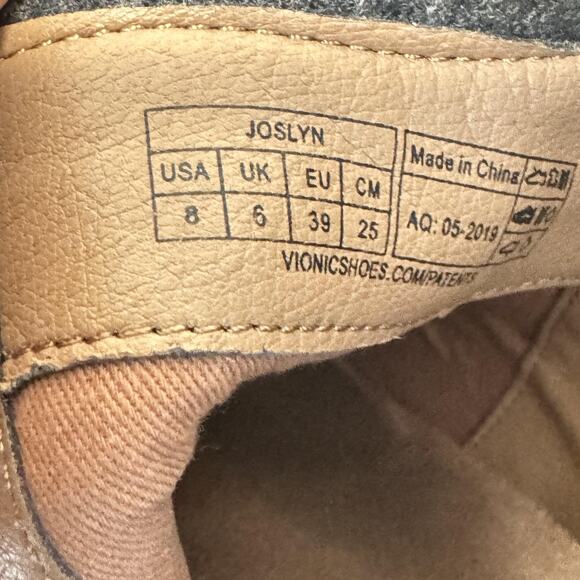 JOSLYN
USA UK EU CM
8 6 39 25
Made in China
AQ: 05-2019
VIONICSHOES.COM/PATENTS